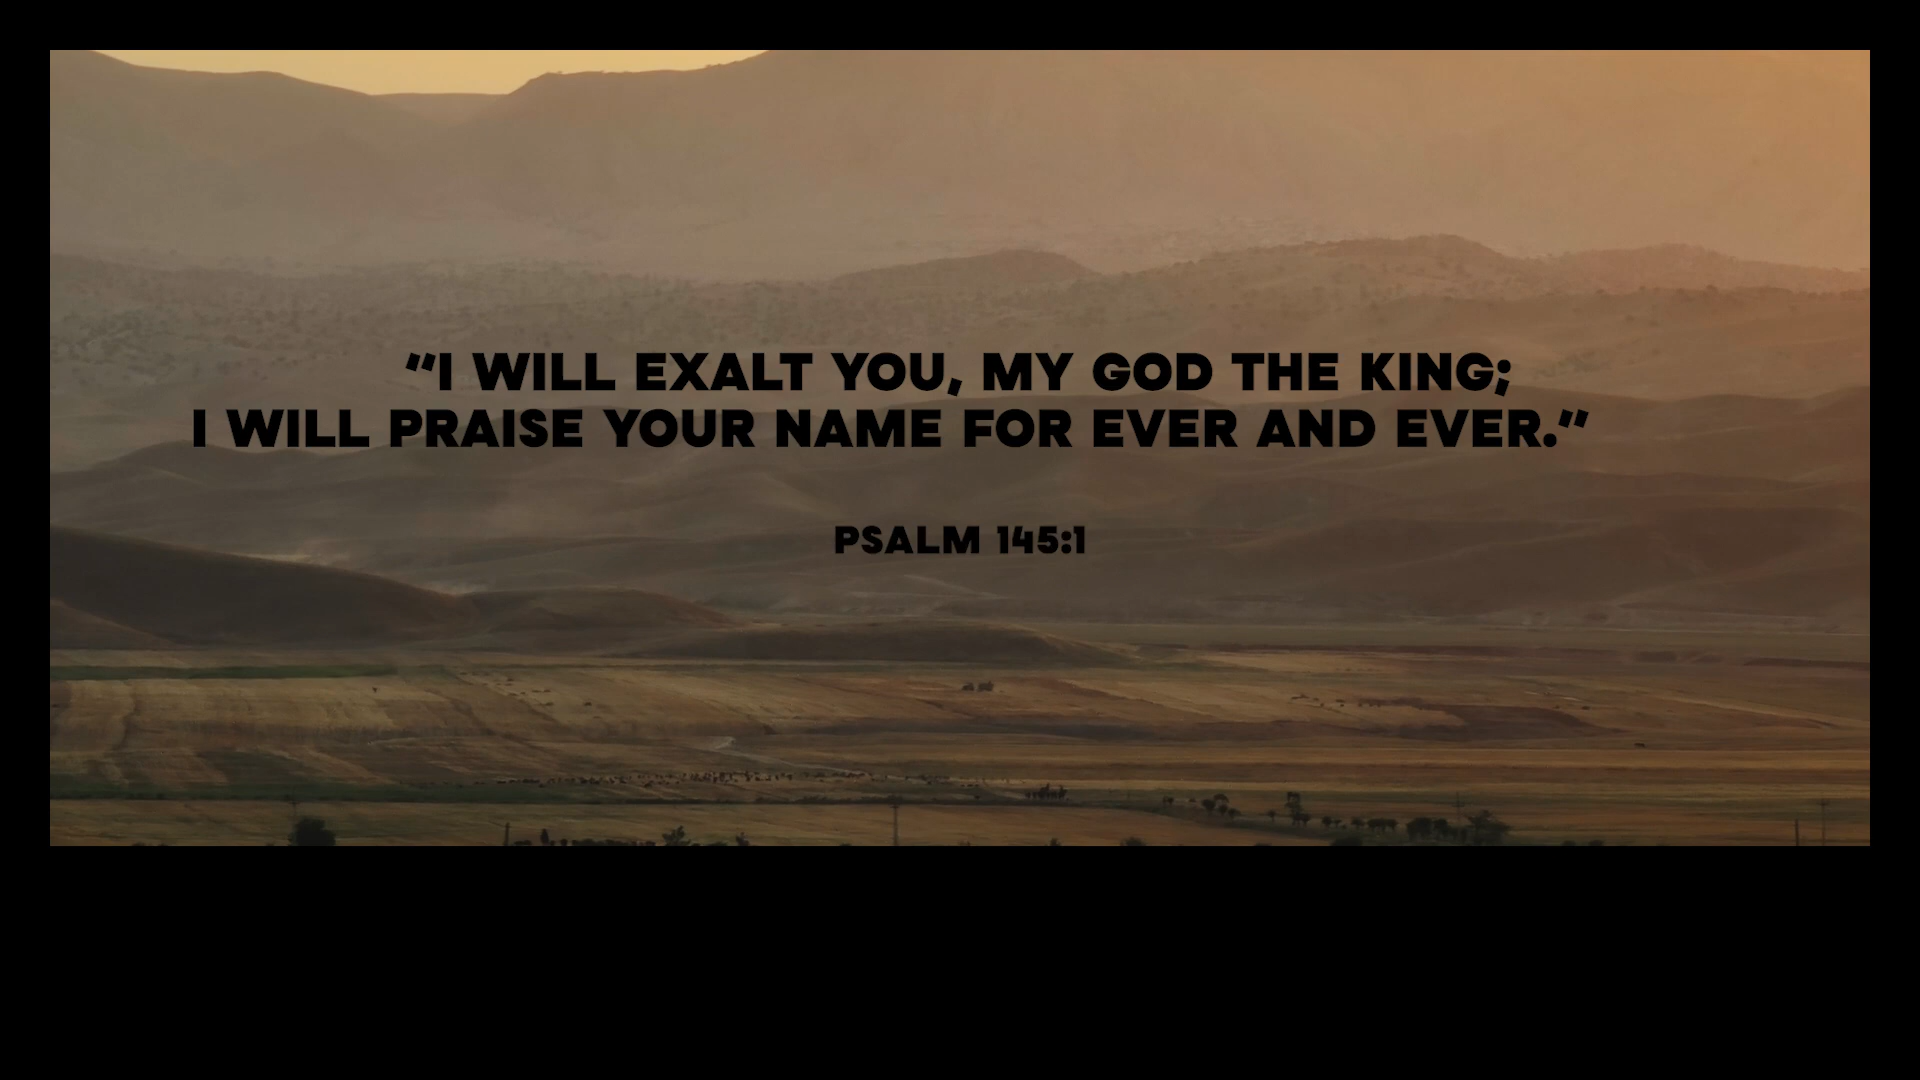 “I WILL EXALT YOU, MY GOD THE KING;
I WILL PRAISE YOUR NAME FOR EVER AND EVER.”
PSALM 145:1